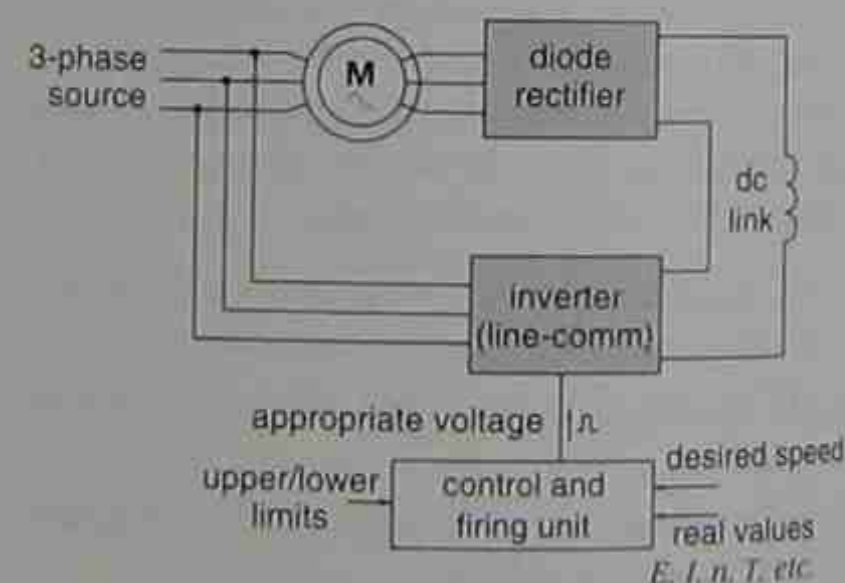 3-phase
source
M
diode
rectifier
dc
link
inverter
(line-comm)
appropriate voltage
upper/lower
limits
control and
firing unit
desired speed
real values
E, I, n, T, etc.